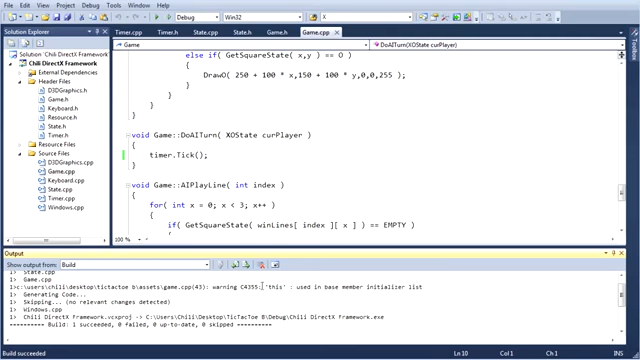 File Edit View Project Build Debug Team Data Tools Test Window Help
Debug Win32 X
Solution Explorer
Timer.cpp Timer.h State.cpp State.h Game.h Game.cpp
Game DoAITurn(XOState curPlayer)
Solution 'Chili DirectX Framework'
Chili DirectX Framework
External Dependencies
Header Files
D3DGraphics.h
Game.h
Keyboard.h
Resource.h
State.h
Timer.h
Resource Files
Source Files
D3DGraphics.cpp
Game.cpp
Keyboard.cpp
State.cpp
Timer.cpp
Windows.cpp
else if( GetSquareState( x,y ) == O )
{
DrawO( 250 + 100 * x,150 + 100 * y,0,0,255 );
}
}
}
void Game::DoAITurn( XOState curPlayer )
{
timer.Tick();
}
void Game::AIPlayLine( int index )
{
for( int x = 0; x < 3; x++ )
{
if( GetSquareState( winLines[ index ][ x ] ) == EMPTY )
{
100 %
Toolbox
Output
Show output from: Build
1> State.cpp
1> Game.cpp
1>c:\users\chili\desktop\tictactoe b\assets\game.cpp(43): warning C4355: 'this' : used in base member initializer list
1> Generating Code...
1> Skipping... (no relevant changes detected)
1> Windows.cpp
1> Chili DirectX Framework.vcxproj -> C:\Users\Chili\Desktop\TicTacToe B\Debug\Chili DirectX Framework.exe
========== Build: 1 succeeded, 0 failed, 0 up-to-date, 0 skipped ==========
Build succeeded Ln 10 Col 1 Ch 1